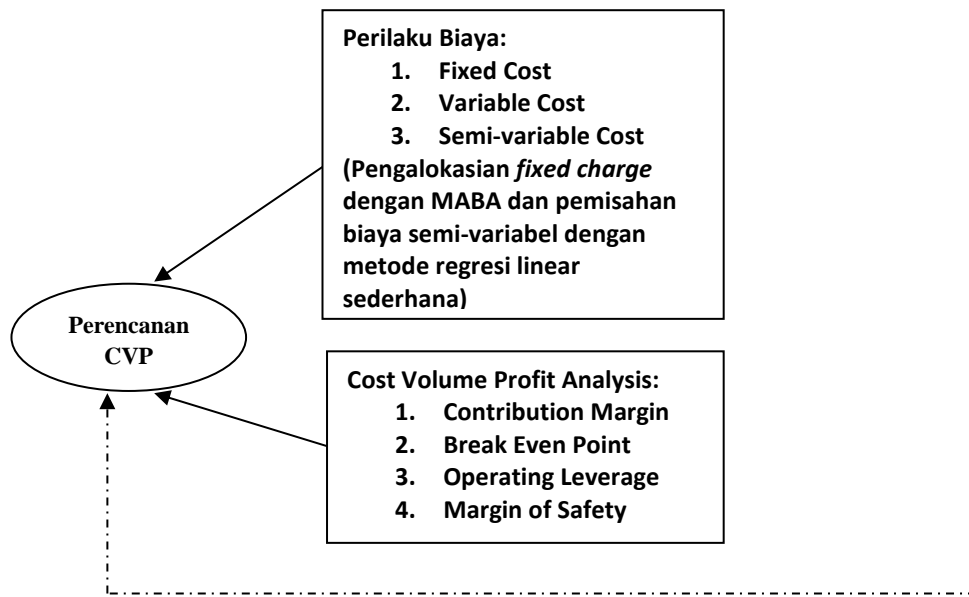 Perilaku Biaya:
1. Fixed Cost
2. Variable Cost
3. Semi-variable Cost
(Pengalokasian fixed charge
dengan MABA dan pemisahan
biaya semi-variabel dengan
metode regresi linear
sederhana)
Perencanan
CVP
Cost Volume Profit Analysis:
1. Contribution Margin
2. Break Even Point
3. Operating Leverage
4. Margin of Safety